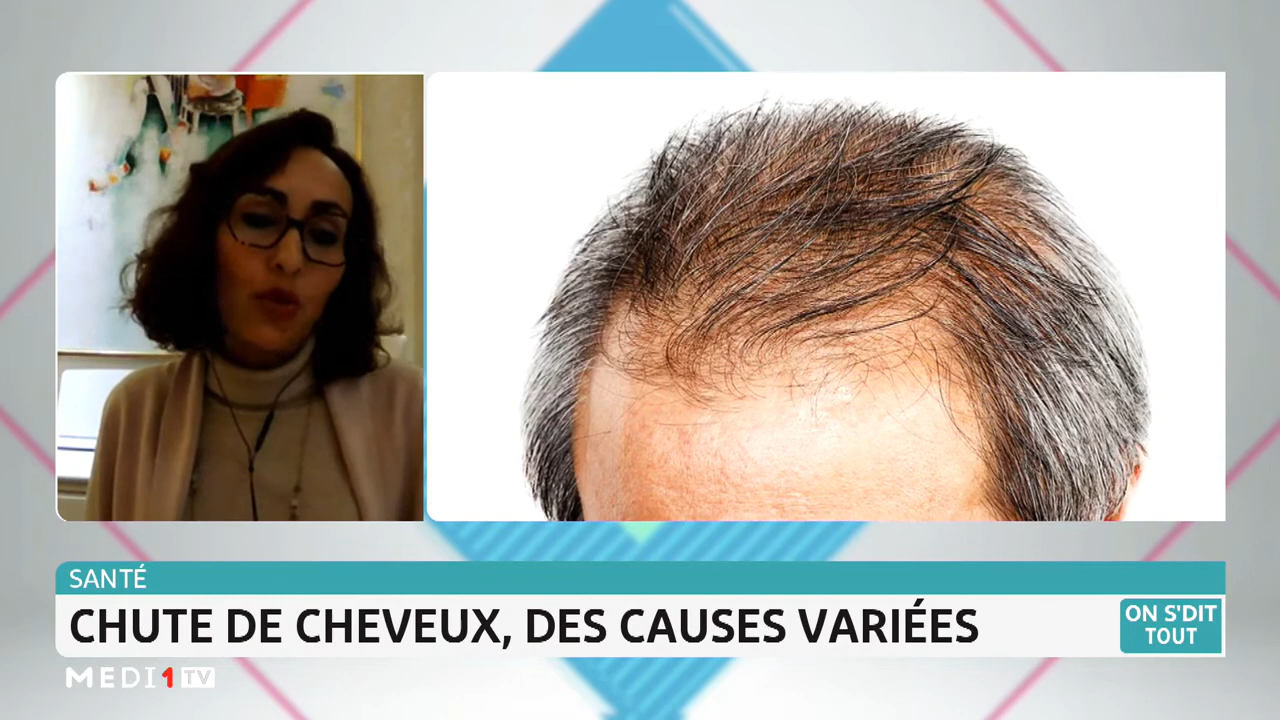 SANTÉ
CHUTE DE CHEVEUX, DES CAUSES VARIÉES
ON S'DIT
TOUT
MEDI1TV